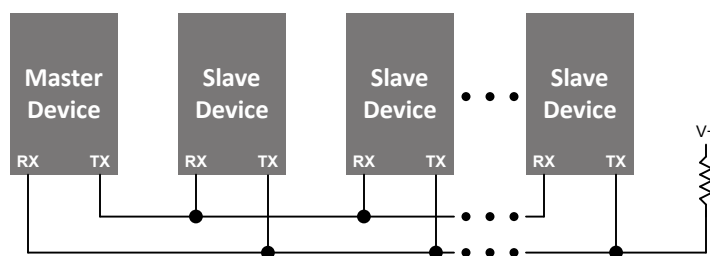 Master
Device
Slave
Device
Slave
Device
Slave
Device
RX TX
RX TX
RX TX
RX TX
V+